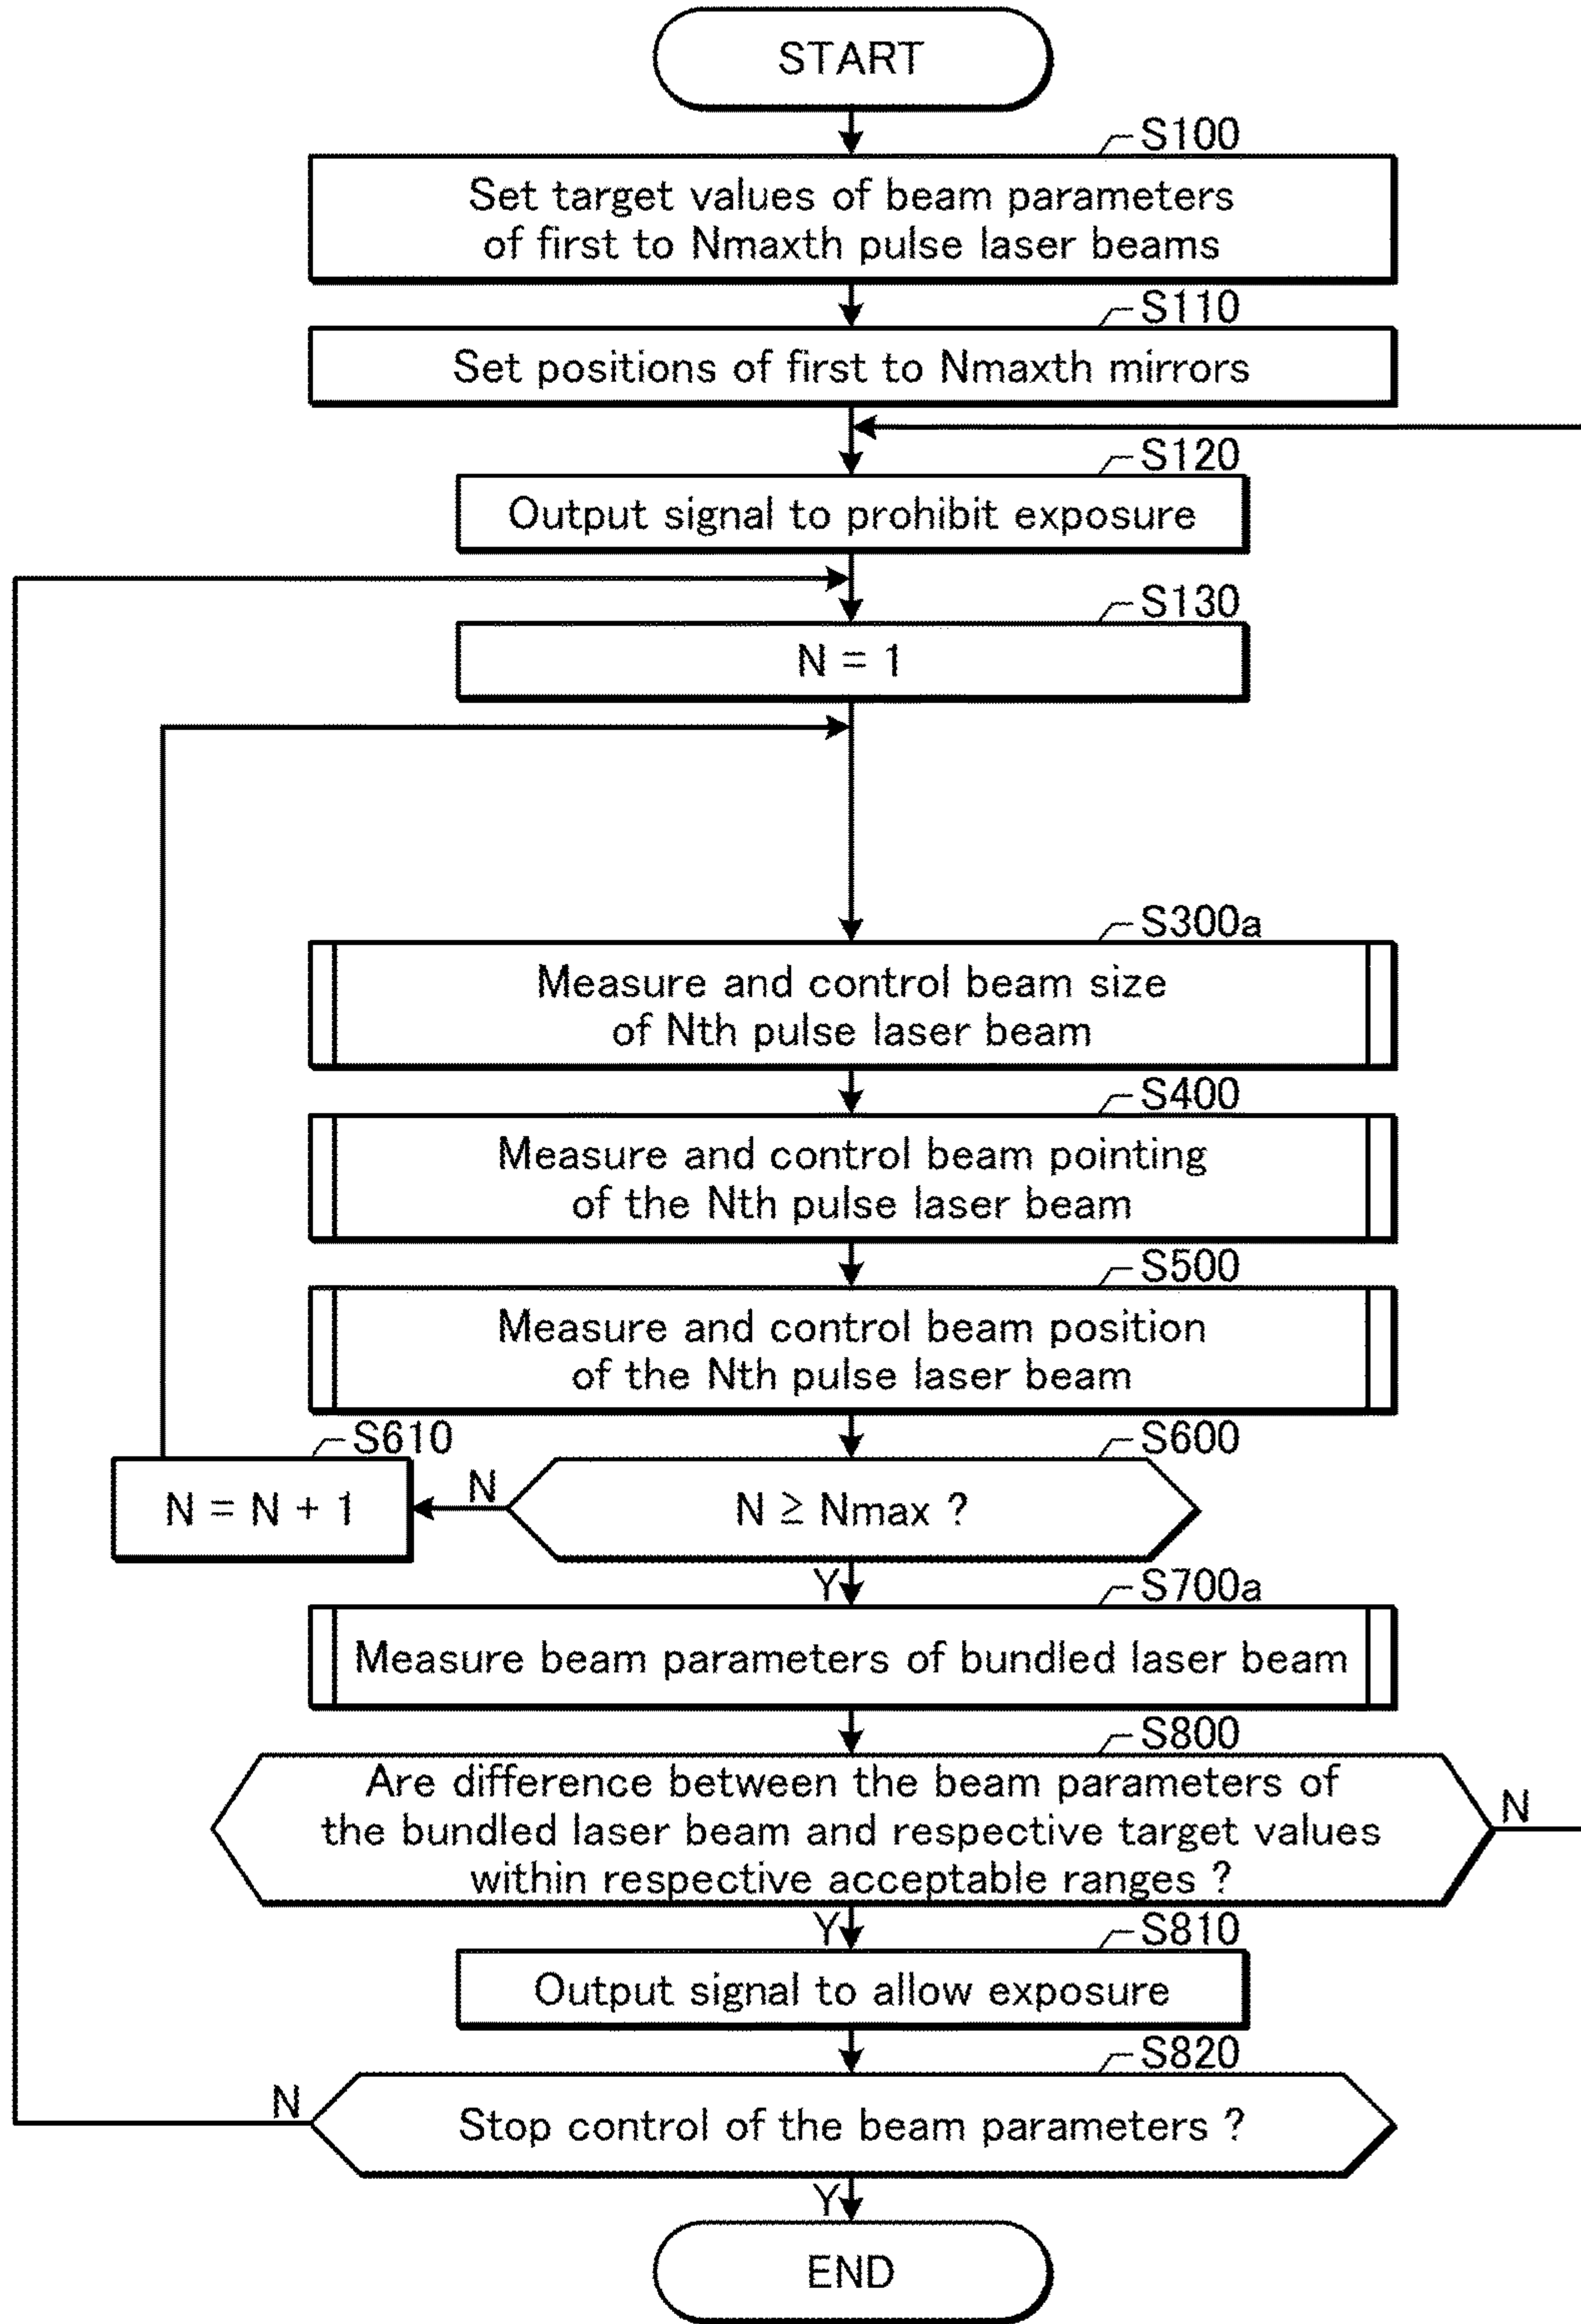 START
S100
Set target values of beam parameters
of first to Nmaxth pulse laser beams
S110
Set positions of first to Nmaxth mirrors
S120
Output signal to prohibit exposure
S130
N = 1
S300a
Measure and control beam size
of Nth pulse laser beam
S400
Measure and control beam pointing
of the Nth pulse laser beam
S500
Measure and control beam position
of the Nth pulse laser beam
S610
N = N + 1
N
S600
N ≥ Nmax ?
Y
S700a
Measure beam parameters of bundled laser beam
S800
Are difference between the beam parameters of
the bundled laser beam and respective target values
within respective acceptable ranges ?
N
Y
S810
Output signal to allow exposure
S820
N
Stop control of the beam parameters ?
Y
END